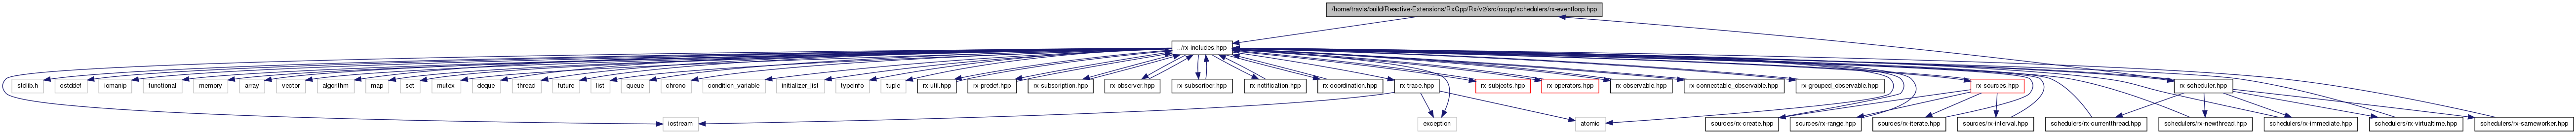 /home/travis/build/Reactive-Extensions/RxCpp/Rx/v2/src/rxcpp/schedulers/rx-eventloop.hpp
../rx-includes.hpp
stdlib.h
cstddef
iomanip
functional
memory
array
vector
algorithm
map
set
mutex
deque
thread
future
list
queue
chrono
condition_variable
initializer_list
typeinfo
tuple
rx-util.hpp
rx-predef.hpp
rx-subscription.hpp
rx-observer.hpp
rx-subscriber.hpp
rx-notification.hpp
rx-coordination.hpp
rx-trace.hpp
rx-subjects.hpp
rx-operators.hpp
rx-observable.hpp
rx-connectable_observable.hpp
rx-grouped_observable.hpp
rx-sources.hpp
rx-scheduler.hpp
iostream
exception
atomic
sources/rx-create.hpp
sources/rx-range.hpp
sources/rx-iterate.hpp
sources/rx-interval.hpp
schedulers/rx-currentthread.hpp
schedulers/rx-newthread.hpp
schedulers/rx-immediate.hpp
schedulers/rx-virtualtime.hpp
schedulers/rx-sameworker.hpp